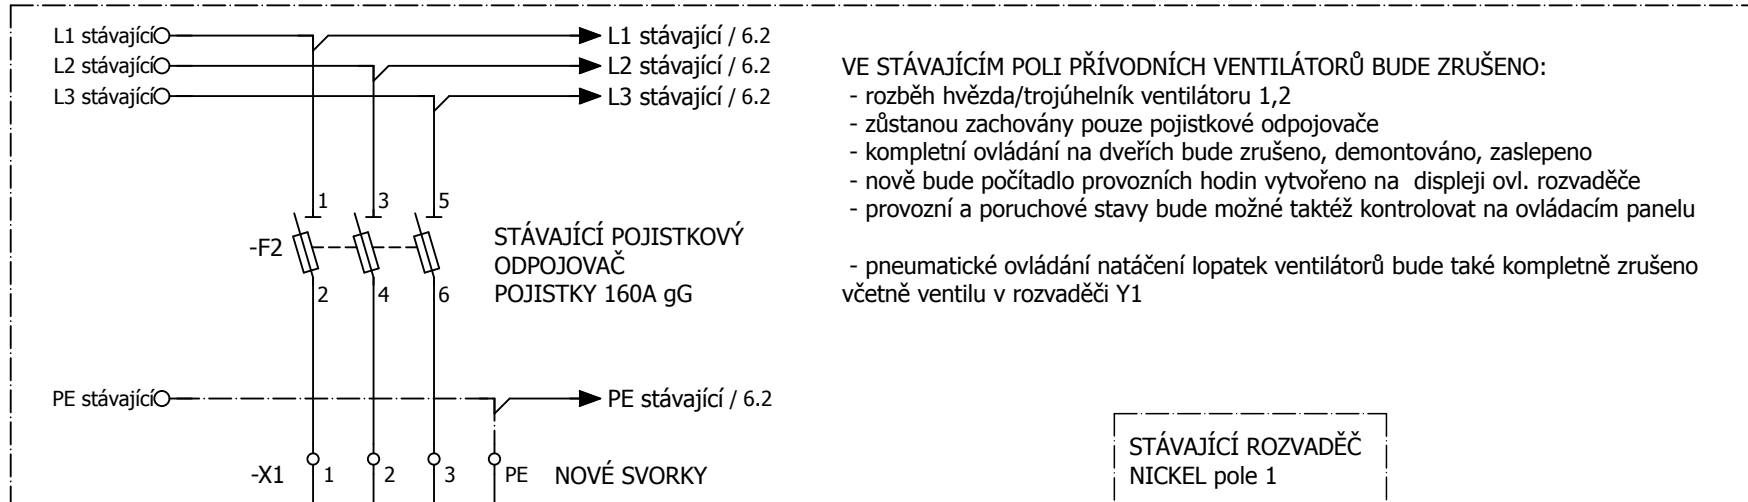 L1 stávající
L1 stávající / 6.2
L2 stávající
L2 stávající / 6.2
L3 stávající
L3 stávající / 6.2
VE STÁVAJÍCÍM POLI PŘÍVODNÍCH VENTILÁTORŮ BUDE ZRUŠENO:
- rozběh hvězda/trojúhelník ventilátoru 1,2
- zůstanou zachovány pouze pojistkové odpojovače
- kompletní ovládání na dveřích bude zrušeno, demontováno, zaslepeno
- nově bude počítadlo provozních hodin vytvořeno na  displeji ovl. rozvaděče
- provozní a poruchové stavy bude možné taktéž kontrolovat na ovládacím panelu
- pneumatické ovládání natáčení lopatek ventilátorů bude také kompletně zrušeno
včetně ventilu v rozvaděči Y1
1 3 5
-F2
2 4 6
STÁVAJÍCÍ POJISTKOVÝ
ODPOJOVAČ
POJISTKY 160A gG
PE stávající
PE stávající / 6.2
-X1 1 2 3 PE NOVÉ SVORKY
STÁVAJÍCÍ ROZVADĚČ
NICKEL pole 1